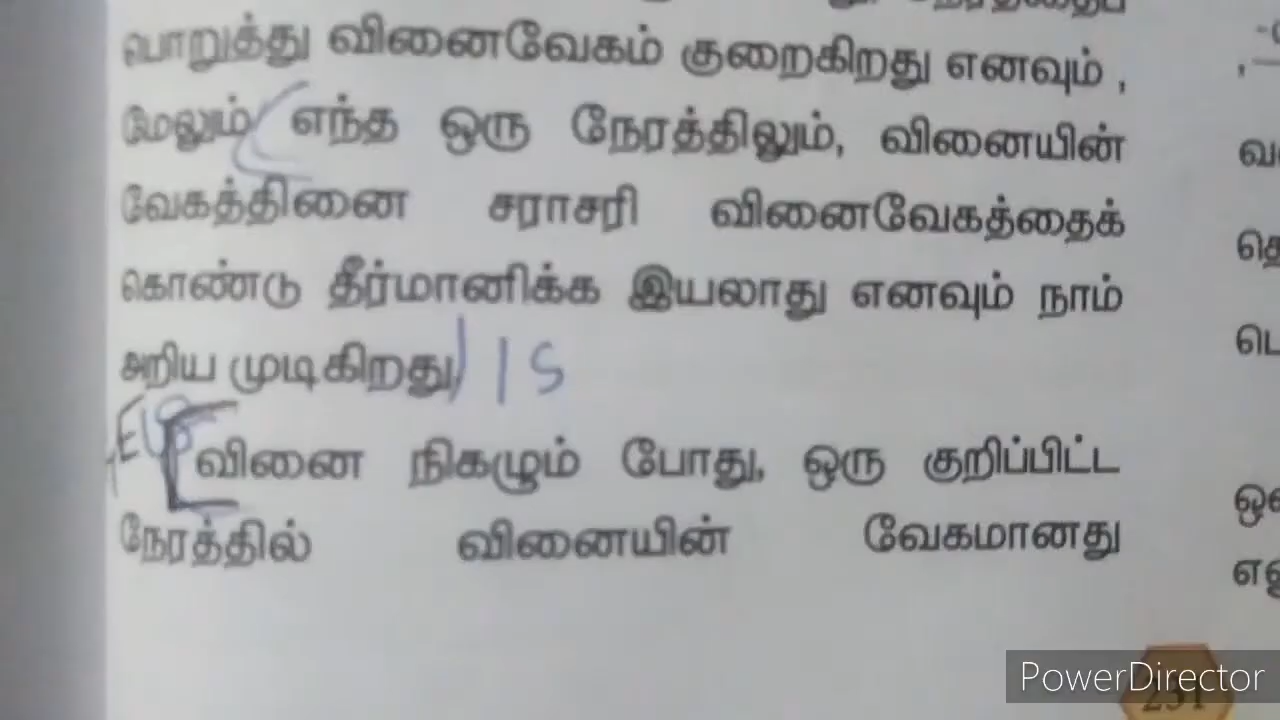 பொறுத்து வினைவேகம் குறைகிறது எனவும் ,
மேலும் எந்த ஒரு நேரத்திலும், வினையின்
வேகத்தினை சராசரி வினைவேகத்தைக்
கொண்டு தீர்மானிக்க இயலாது எனவும் நாம்
அறிய முடிகிறது
வினை நிகழும் போது, ஒரு குறிப்பிட்ட
நேரத்தில் வினையின் வேகமானது
231
PowerDirector